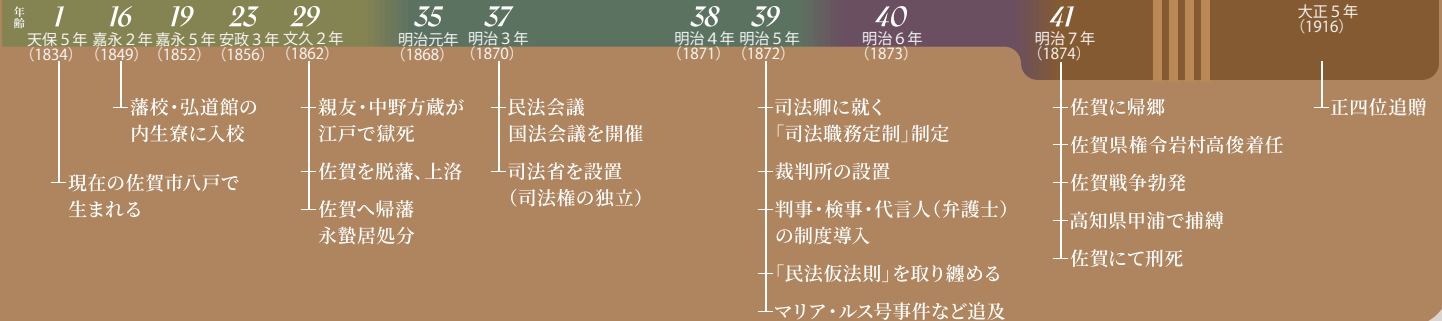 年齢
1
天保5年
(1834)
現在の佐賀市八戸で
生まれる
16
嘉永2年
(1849)
藩校・弘道館の
内生寮に入校
19
嘉永5年
(1852)
23
安政3年
(1856)
29
文久2年
(1862)
親友・中野方蔵が
江戸で獄死
佐賀を脱藩、上洛
佐賀へ帰藩
永蟄居処分
35
明治元年
(1868)
37
明治3年
(1870)
民法会議
国法会議を開催
司法省を設置
(司法権の独立)
38
明治4年
(1871)
39
明治5年
(1872)
司法卿に就く
「司法職務定制」制定
裁判所の設置
判事・検事・代言人(弁護士)
の制度導入
「民法仮法則」を取り纏める
マリア・ルス号事件など追及
40
明治6年
(1873)
41
明治7年
(1874)
佐賀に帰郷
佐賀県権令岩村高俊着任
佐賀戦争勃発
高知県甲浦で捕縛
佐賀にて刑死
大正5年
(1916)
正四位追贈